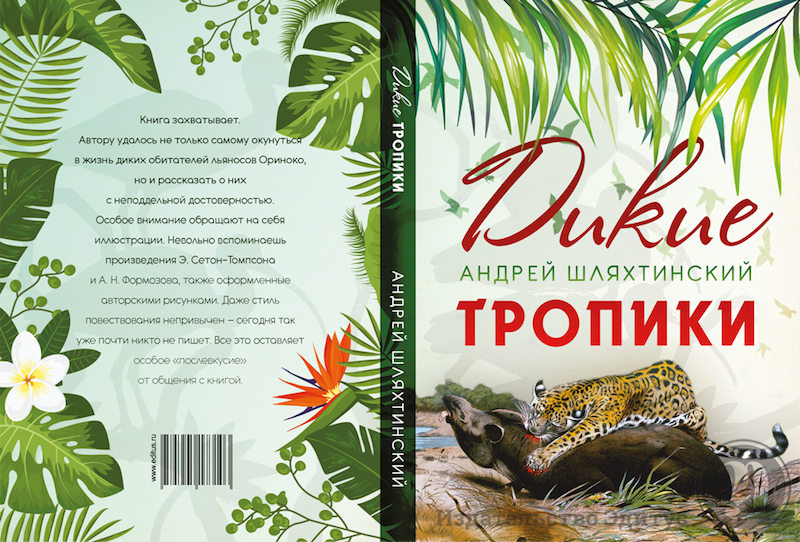 Книга захватывает.
Автору удалось не только самому окунуться
в жизнь диких обитателей льяносов Ориноко,
но и рассказать о них
с неподдельной достоверностью.
Особое внимание обращают на себя
иллюстрации. Невольно вспоминаешь
произведения Э. Сетон-Томпсона
и А. Н. Формозова, также оформленные
авторскими рисунками. Даже стиль
повествования непривычен – сегодня так
уже почти никто не пишет. Все это оставляет
особое «послевкусие»
от общения с книгой.
www.editus.ru
Дикие ТРОПИКИ
АНДРЕЙ ШЛЯХТИНСКИЙ
Дикие
АНДРЕЙ ШЛЯХТИНСКИЙ
ТРОПИКИ
Издательство Эдитус